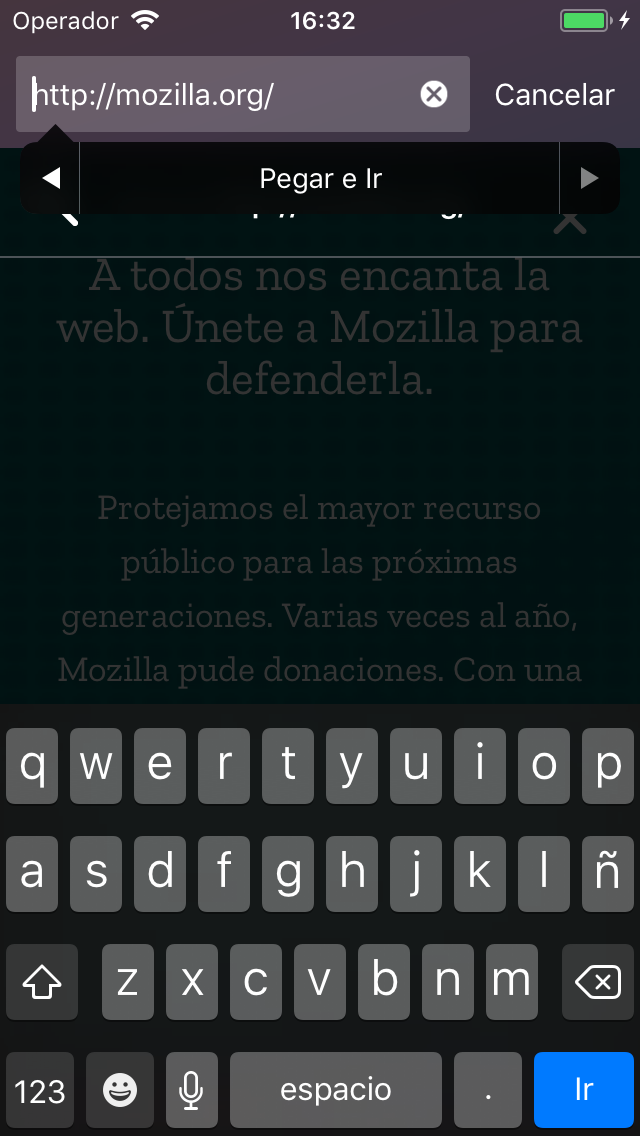 Operador
16:32
http://mozilla.org/
Cancelar
Pegar e Ir
A todos nos encanta la
web. Únete a Mozilla para
defenderla.
Protejamos el mayor recurso
público para las próximas
generaciones. Varias veces al año,
Mozilla pude donaciones. Con una
q w e r t y u i o p
a s d f g h j k l ñ
z x c v b n m
123
espacio
.
Ir